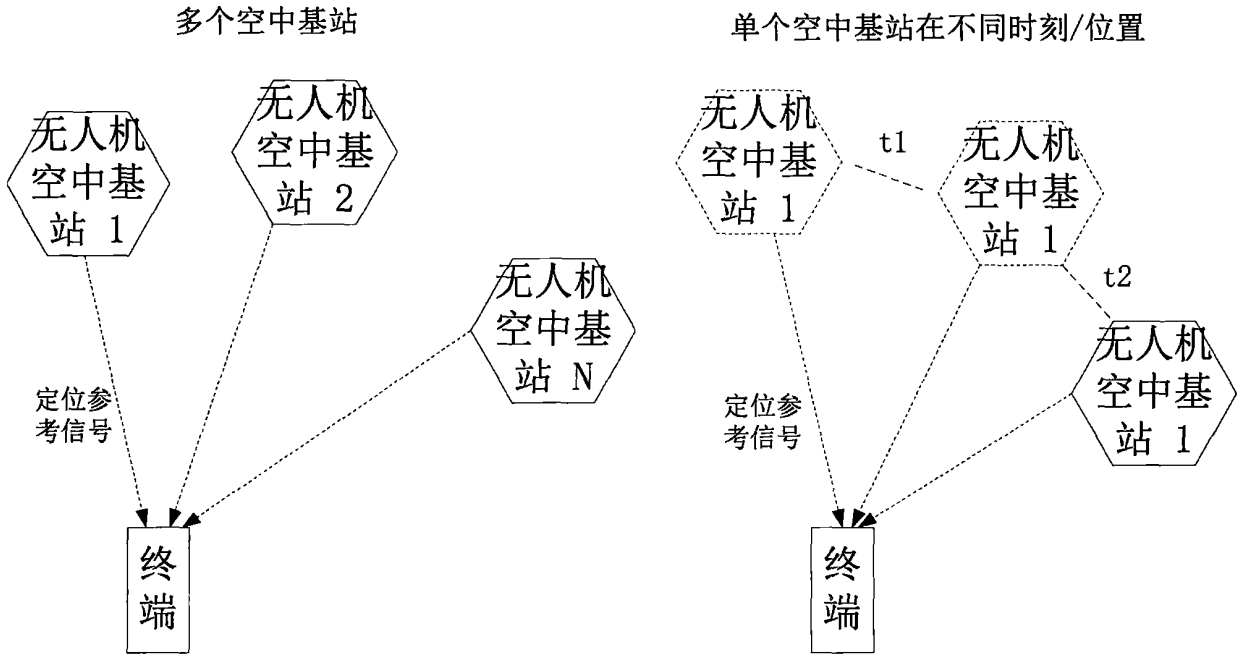 多个空中基站
无人机
空中基
站 1
无人机
空中基
站 2
无人机
空中基
站 N
定位参
考信号
终
端
单个空中基站在不同时刻/位置
无人机
空中基
站 1
t1
无人机
空中基
站 1
t2
无人机
空中基
站 1
定位参
考信号
终
端